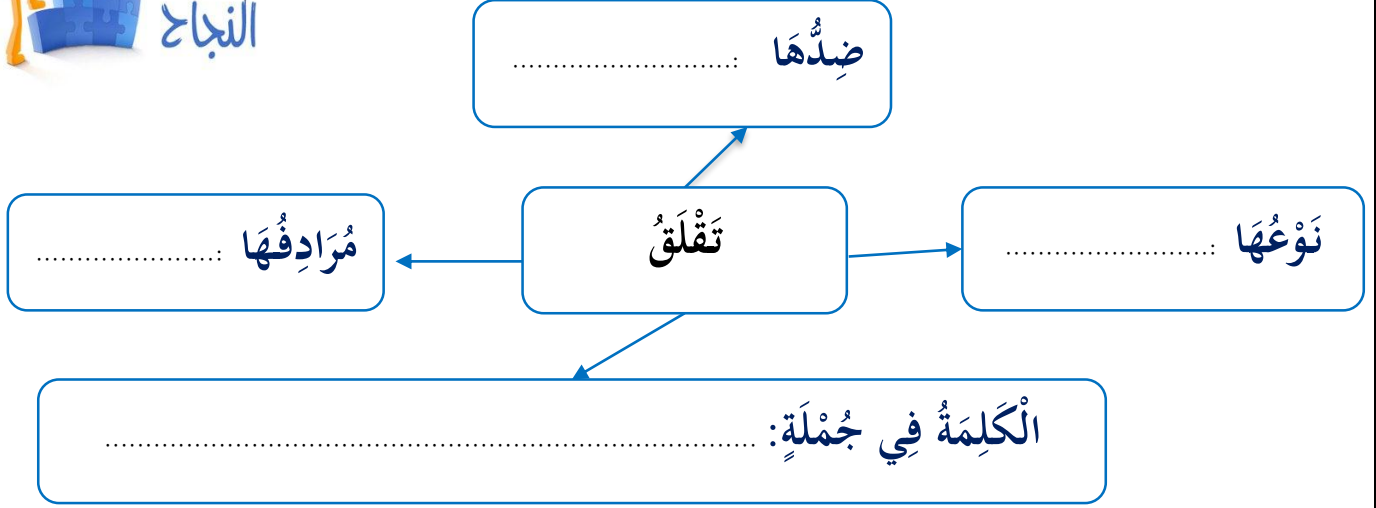 النجاح
ضِدُّهَا :...........................
نَوْعُهَا :.........................
تَقْلَقُ
مُرَادِفُهَا :......................
الْكَلِمَةُ فِي جُمْلَةٍ: ................................................................................